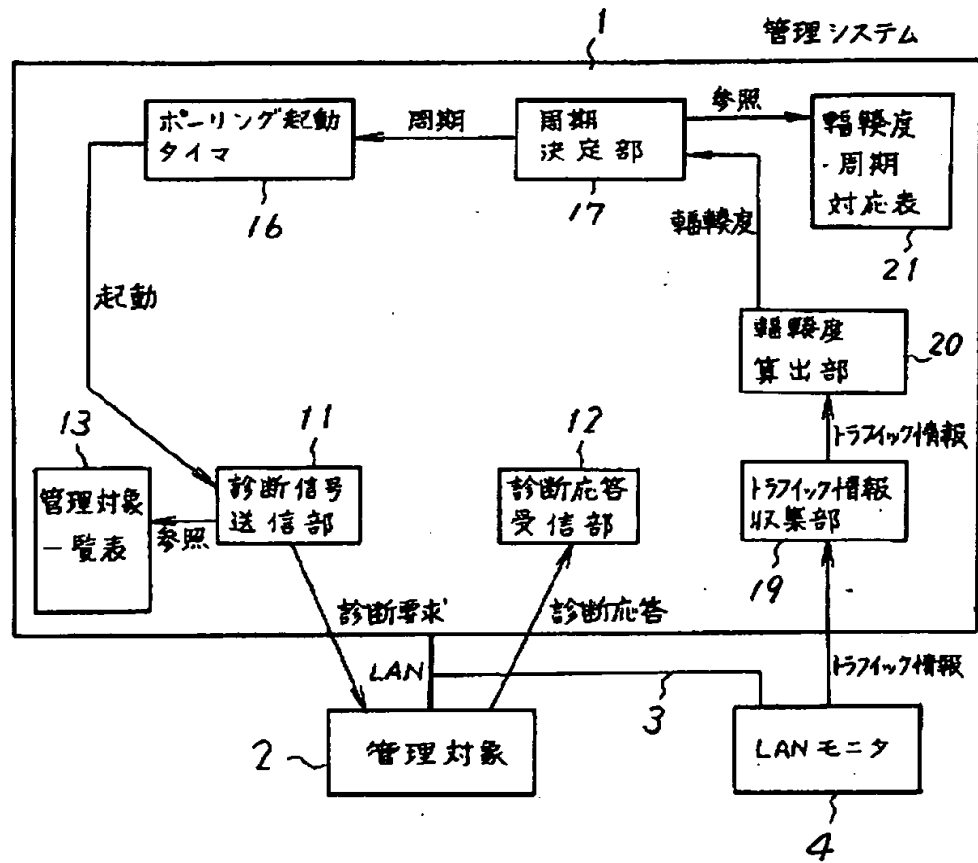 1
管理システム
ポーリング起動
タイマ
16
周期
周期
決定部
17
参照
輻輳度
・周期
対応表
21
輻輳度
起動
輻輳度
算出部
20
トラフイック情報
13
管理対象
一覧表
参照
11
診断信号
送信部
12
診断応答
受信部
トラフイック情報
収集部
19
診断要求
診断応答
LAN
トラフイック情報
3
2
管理対象
LANモニタ
4